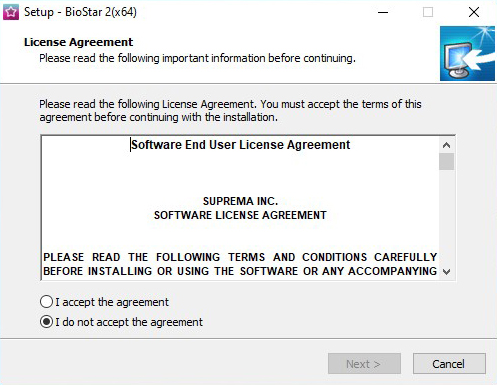 Setup - BioStar 2(x64)
License Agreement
Please read the following important information before continuing.
Please read the following License Agreement. You must accept the terms of this
agreement before continuing with the installation.
Software End User License Agreement
SUPREMA INC.
SOFTWARE LICENSE AGREEMENT
PLEASE READ THE FOLLOWING TERMS AND CONDITIONS CAREFULLY
BEFORE INSTALLING OR USING THE SOFTWARE OR ANY ACCOMPANYING
I accept the agreement
I do not accept the agreement
Next >
Cancel